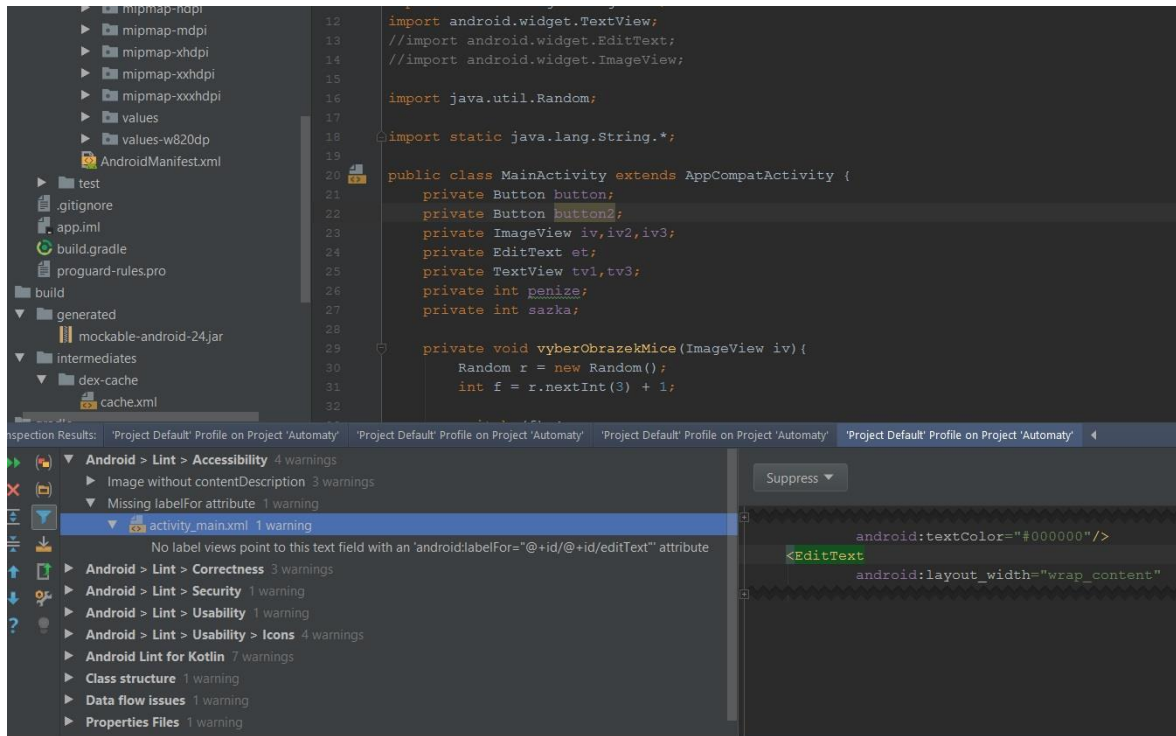 mipmap-hdpi
mipmap-mdpi
mipmap-xhdpi
mipmap-xxhdpi
mipmap-xxxhdpi
values
values-w820dp
AndroidManifest.xml
test
.gitignore
app.iml
build.gradle
proguard-rules.pro
build
generated
mockable-android-24.jar
intermediates
dex-cache
cache.xml
12 import android.widget.TextView;
13 //import android.widget.EditText;
14 //import android.widget.ImageView;
15
16 import java.util.Random;
17
18 import static java.lang.String.*;
19
20 public class MainActivity extends AppCompatActivity {
21 private Button button;
22 private Button button2;
23 private ImageView iv,iv2,iv3;
24 private EditText et;
25 private TextView tv1,tv3;
26 private int penize;
27 private int sazka;
28
29 private void vyberObrazekMice(ImageView iv){
30 Random r = new Random();
31 int f = r.nextInt(3) + 1;
32
nspection Results: 'Project Default' Profile on Project 'Automaty' 'Project Default' Profile on Project 'Automaty' 'Project Default' Profile on Project 'Automaty' 'Project Default' Profile on Project 'Automaty'
Android > Lint > Accessibility 4 warnings
Image without contentDescription 3 warnings
Missing labelFor attribute 1 warning
activity_main.xml 1 warning
No label views point to this text field with an 'android:labelFor="@+id/@+id/editText"' attribute
Android > Lint > Correctness 3 warnings
Android > Lint > Security 1 warning
Android > Lint > Usability 1 warning
Android > Lint > Usability > Icons 4 warnings
Android Lint for Kotlin 7 warnings
Class structure 1 warning
Data flow issues 1 warning
Properties Files 1 warning
Suppress
android:textColor="#000000"/>
<EditText
android:layout_width="wrap_content"